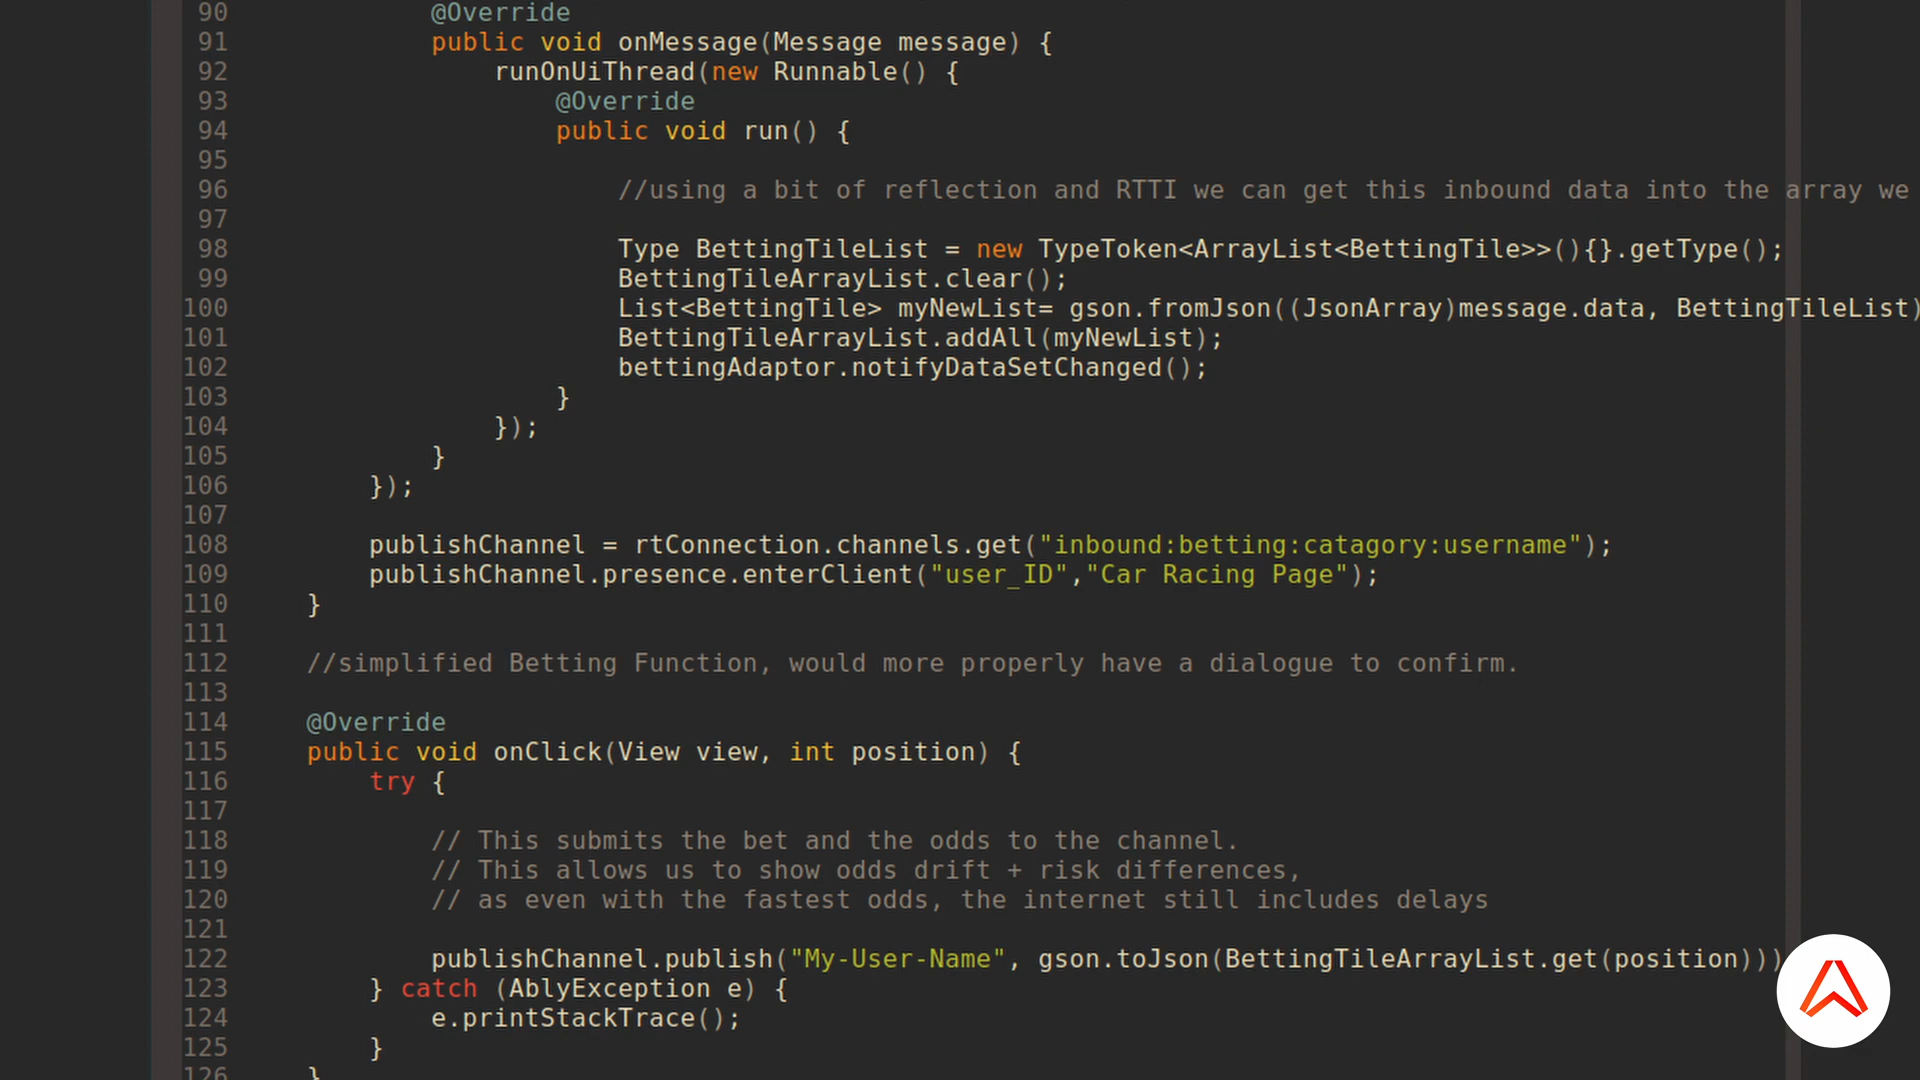 90 @Override
91 public void onMessage(Message message) {
92 runOnUiThread(new Runnable() {
93 @Override
94 public void run() {
95
96 //using a bit of reflection and RTTI we can get this inbound data into the array we
97
98 Type BettingTileList = new TypeToken<ArrayList<BettingTile>>(){}.getType();
99 BettingTileArrayList.clear();
100 List<BettingTile> myNewList= gson.fromJson((JsonArray)message.data, BettingTileList)
101 BettingTileArrayList.addAll(myNewList);
102 bettingAdaptor.notifyDataSetChanged();
103 }
104 });
105 }
106 });
107
108 publishChannel = rtConnection.channels.get("inbound:betting:catagory:username");
109 publishChannel.presence.enterClient("user_ID","Car Racing Page");
110 }
111
112 //simplified Betting Function, would more properly have a dialogue to confirm.
113
114 @Override
115 public void onClick(View view, int position) {
116 try {
117
118 // This submits the bet and the odds to the channel.
119 // This allows us to show odds drift + risk differences,
120 // as even with the fastest odds, the internet still includes delays
121
122 publishChannel.publish("My-User-Name", gson.toJson(BettingTileArrayList.get(position)))
123 } catch (AblyException e) {
124 e.printStackTrace();
125 }
126 }